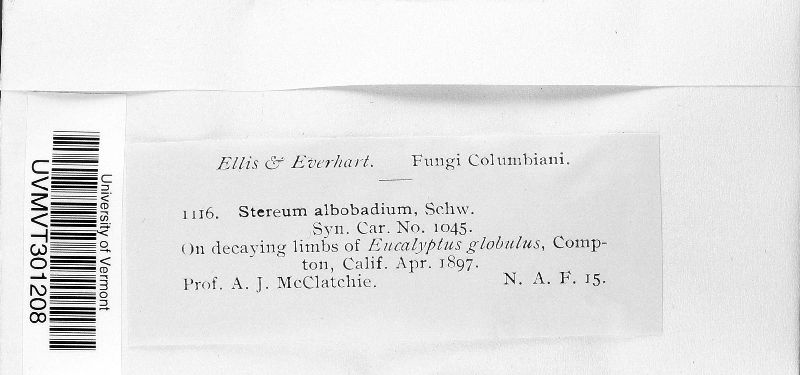 University of Vermont
UVMVT301208
Ellis & Everhart. Fungi Columbiani.
1116. Stereum albobadium, Schw.
Syn. Car. No. 1045.
On decaying limbs of Eucalyptus globulus, Comp-
ton, Calif. Apr. 1897.
Prof. A. J. McClatchie. N. A. F. 15.